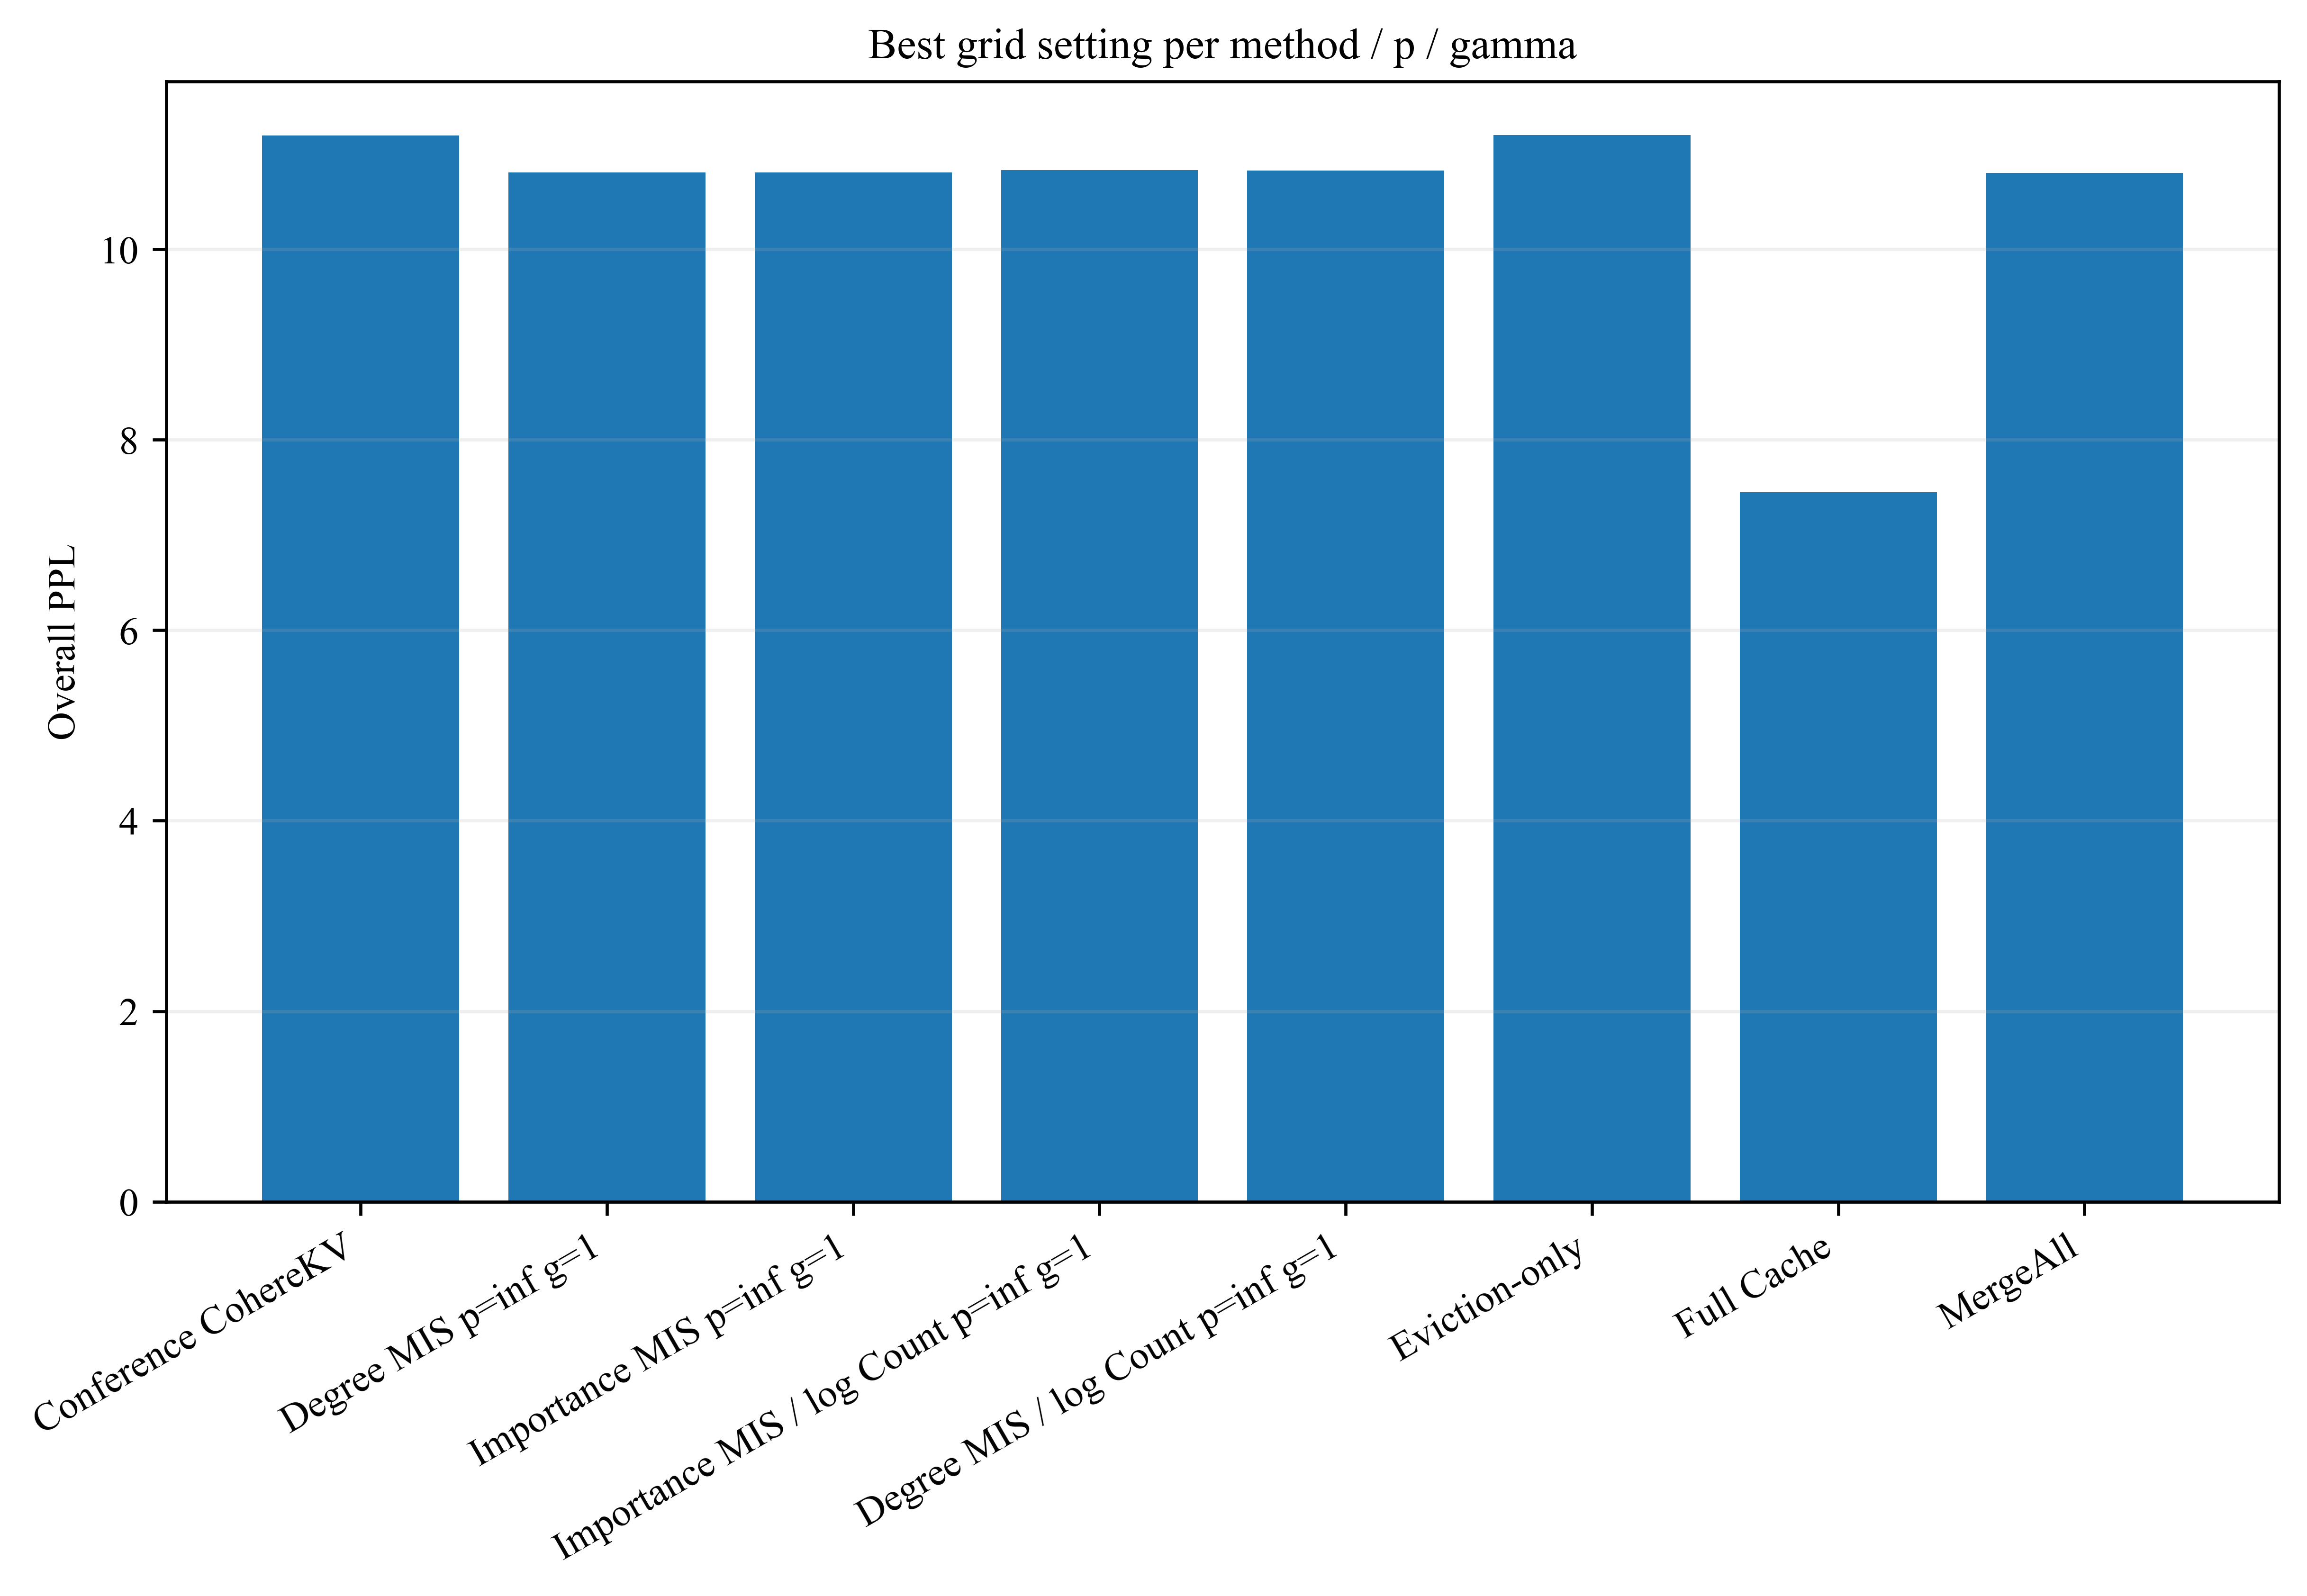 Best grid setting per method / p / gamma
Overall PPL
10
8
6
4
2
0
Conference CohereKV
Degree MIS p=inf g=1
Importance MIS p=inf g=1
Importance MIS / log Count p=inf g=1
Degree MIS / log Count p=inf g=1
Eviction-only
Full Cache
MergeAll